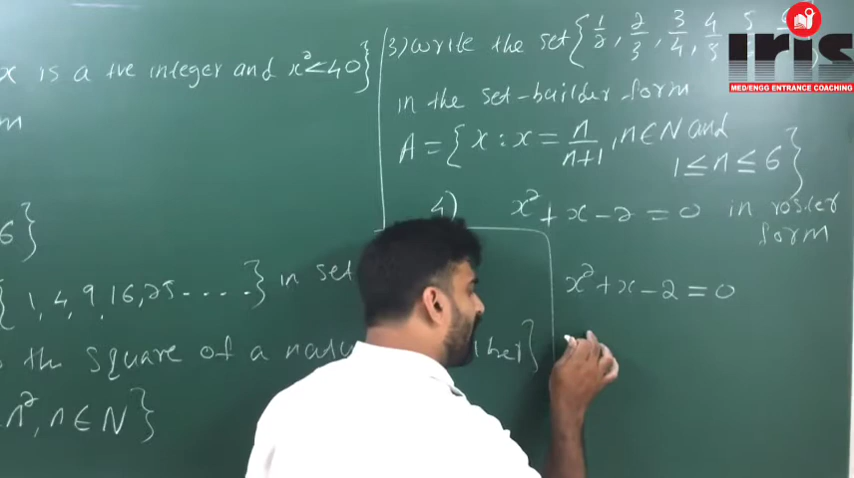 x is a +ve integer and x²<40}
m
6}
{1, 4, 9, 16, 25 ----.} in set
the square of a
n², n∈N}
3) write the set {1/2, 2/3, 3/4, 4/5, 5
in the set-builder form
A = {x : x = n/n+1, n∈N and
1≤n≤6}
4) x²+x-2=0 in roster
form
x²+x-2=0
iris
MED/ENGG ENTRANCE COACHING